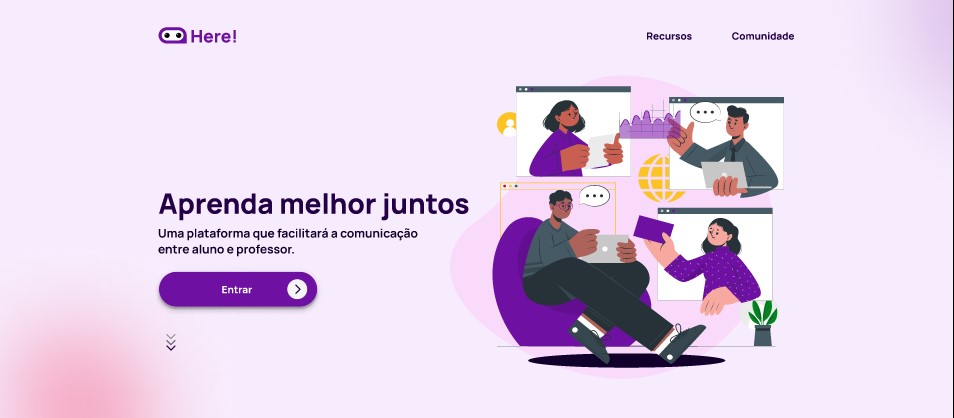 Here!
Recursos
Comunidade
Aprenda melhor juntos
Uma plataforma que facilitará a comunicação
entre aluno e professor.
Entrar